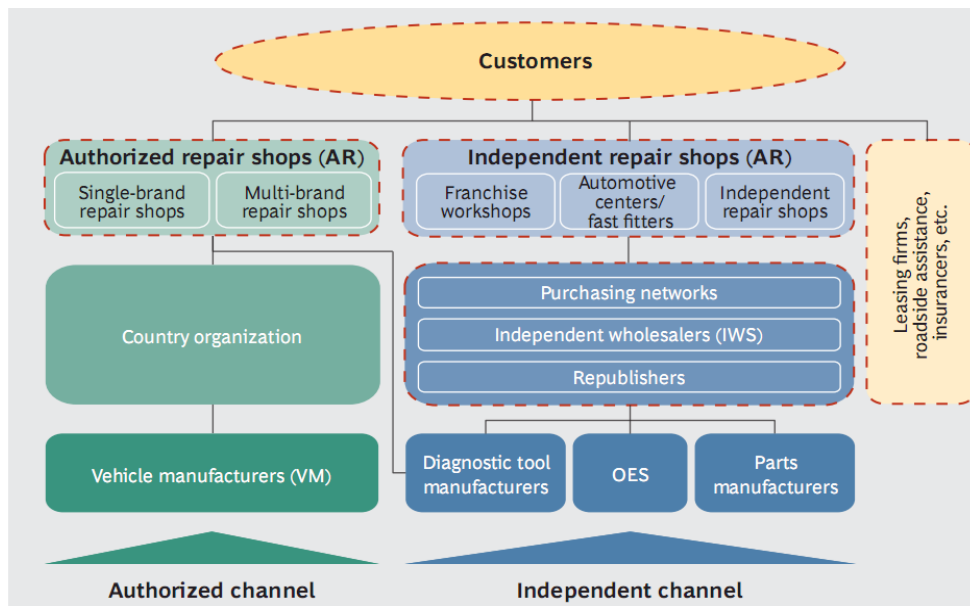 Customers
Authorized repair shops (AR)
Single-brand
repair shops
Multi-brand
repair shops
Independent repair shops (AR)
Franchise
workshops
Automotive
centers/
fast fitters
Independent
repair shops
Leasing firms,
roadside assistance,
insurancers, etc.
Country organization
Purchasing networks
Independent wholesalers (IWS)
Republishers
Vehicle manufacturers (VM)
Diagnostic tool
manufacturers
OES
Parts
manufacturers
Authorized channel
Independent channel